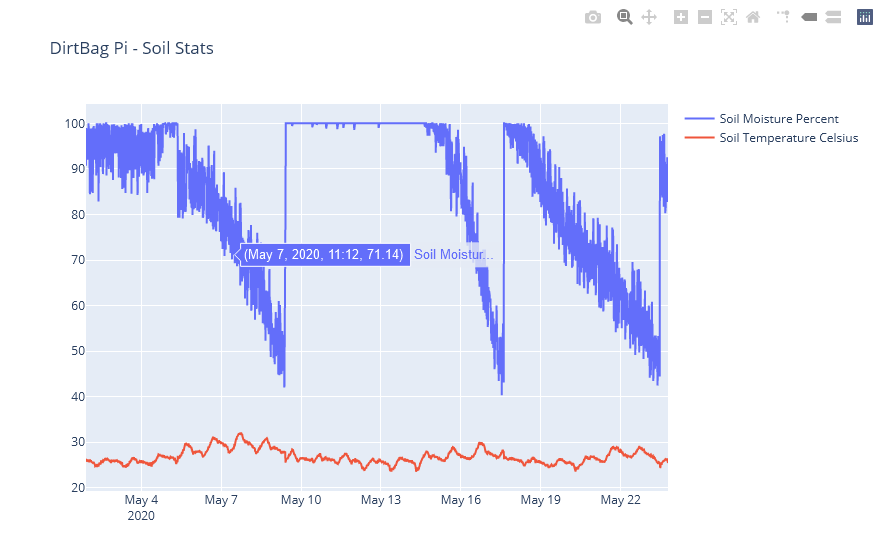 DirtBag Pi - Soil Stats
Soil Moisture Percent
Soil Temperature Celsius
100
90
80
70
60
50
40
30
20
(May 7, 2020, 11:12, 71.14) Soil Moistur...
May 4 May 7 May 10 May 13 May 16 May 19 May 22
2020